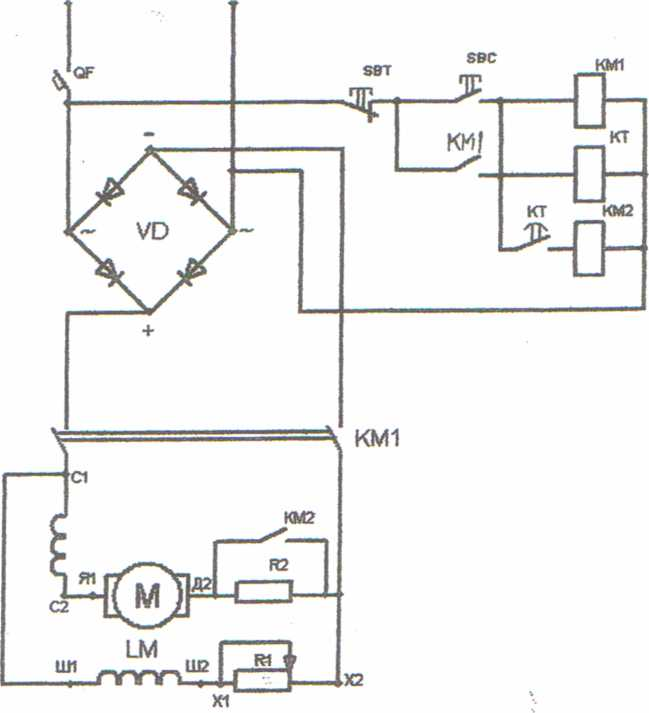 QF
SBT
SBC
KM1
KM1
KT
KT
KM2
-
~
VD
~
+
KM1
C1
KM2
Я1
M
Д2
R2
C2
LM
Ш1
Ш2
R1
X1
X2